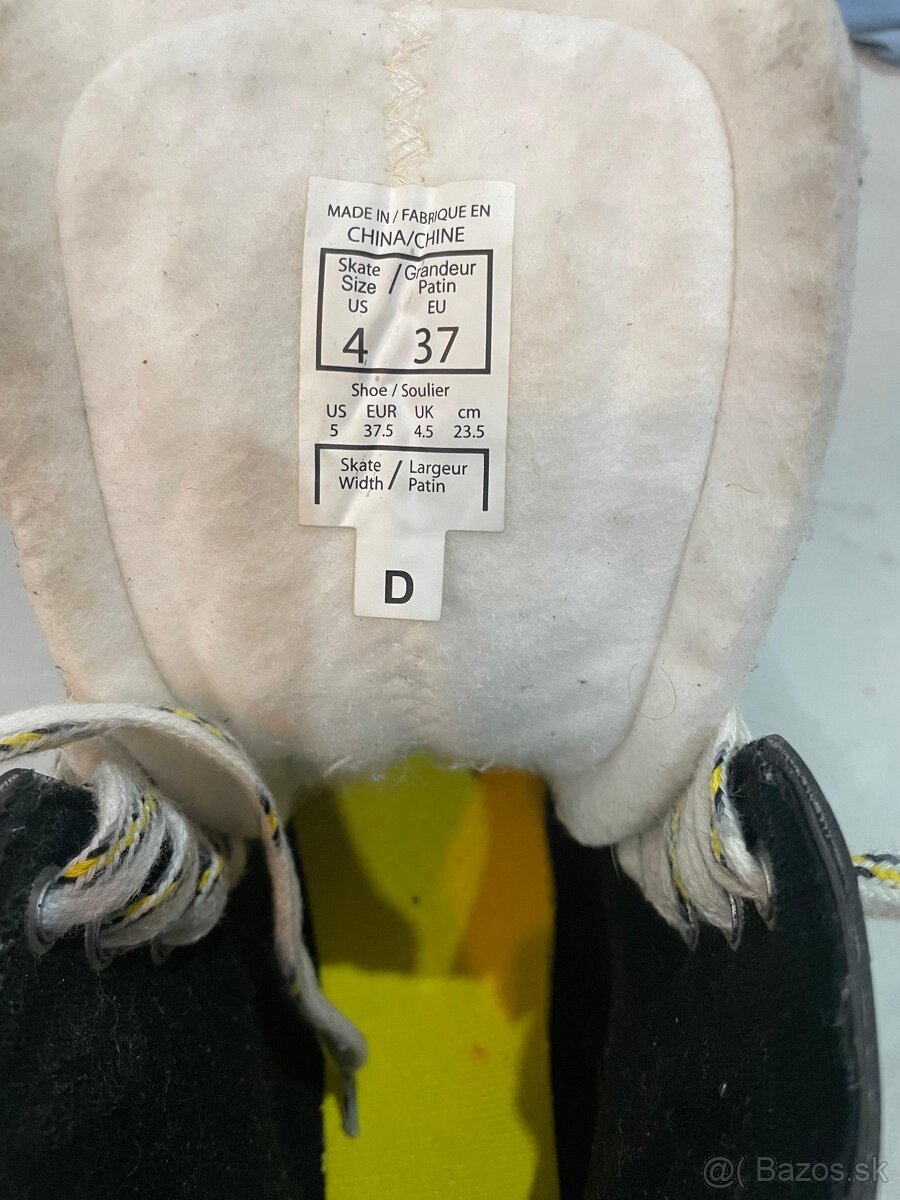 MADE IN / FABRIQUE EN
CHINA/CHINE
Skate Size / Grandeur Patin
US EU
4 37
Shoe / Soulier
US EUR UK cm
5 37.5 4.5 23.5
Skate Width / Largeur Patin
D
@( Bazos.sk